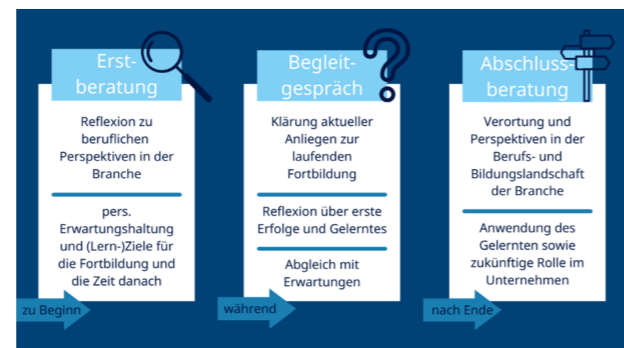 Erst-
beratung
Reflexion zu
beruflichen
Perspektiven in der
Branche
pers.
Erwartungshaltung
und (Lern-)Ziele für
die Fortbildung und
die Zeit danach
zu Beginn
Begleit-
gespräch
Klärung aktueller
Anliegen zur
laufenden
Fortbildung
Reflexion über erste
Erfolge und Gelerntes
Abgleich mit
Erwartungen
während
Abschluss-
beratung
Verortung und
Perspektiven in der
Berufs- und
Bildungslandschaft
der Branche
Anwendung des
Gelernten sowie
zukünftige Rolle im
Unternehmen
nach Ende